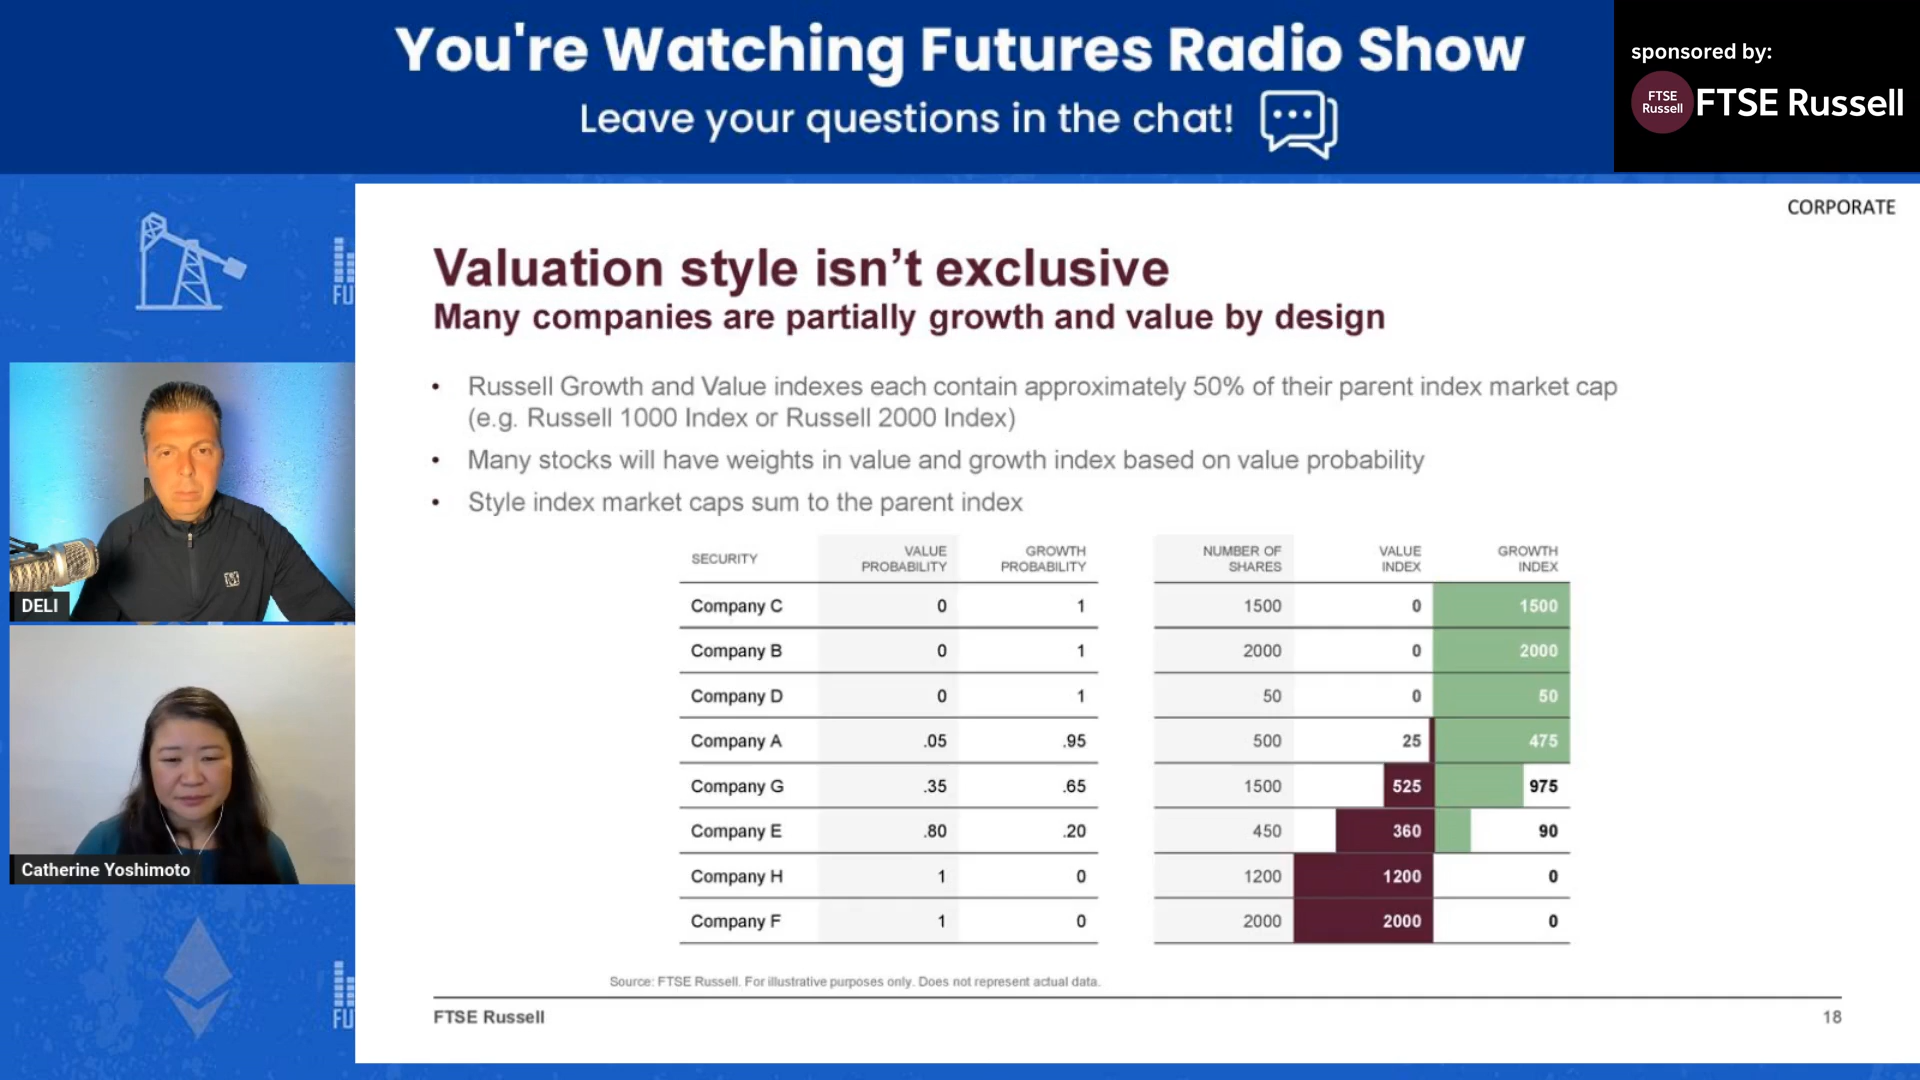 You're Watching Futures Radio Show
Leave your questions in the chat!
sponsored by:
FTSE
Russell
FTSE Russell
CORPORATE
Valuation style isn’t exclusive
Many companies are partially growth and value by design
• Russell Growth and Value indexes each contain approximately 50% of their parent index market cap
(e.g. Russell 1000 Index or Russell 2000 Index)
• Many stocks will have weights in value and growth index based on value probability
• Style index market caps sum to the parent index
SECURITY VALUE PROBABILITY GROWTH PROBABILITY NUMBER OF SHARES VALUE INDEX GROWTH INDEX
Company C 0 1 1500 0 1500
Company B 0 1 2000 0 2000
Company D 0 1 50 0 50
Company A .05 .95 500 25 475
Company G .35 .65 1500 525 975
Company E .80 .20 450 360 90
Company H 1 0 1200 1200 0
Company F 1 0 2000 2000 0
Source: FTSE Russell. For illustrative purposes only. Does not represent actual data.
FTSE Russell
18
DELI
Catherine Yoshimoto
FU
FU